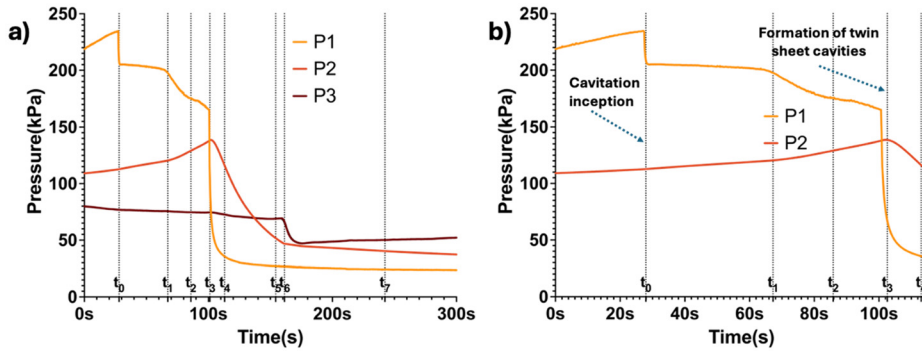 a)
Pressure(kPa)
250
200
150
100
50
0
P1
P2
P3
t0 t1 t2 t3 t4 t5 t6 t7
0s 100s 200s 300s
Time(s)
b)
Pressure(kPa)
250
200
150
100
50
0
Formation of twin
sheet cavities
Cavitation
inception
P1
P2
t0 t1 t2 t3
0s 20s 40s 60s 80s 100s
Time(s)